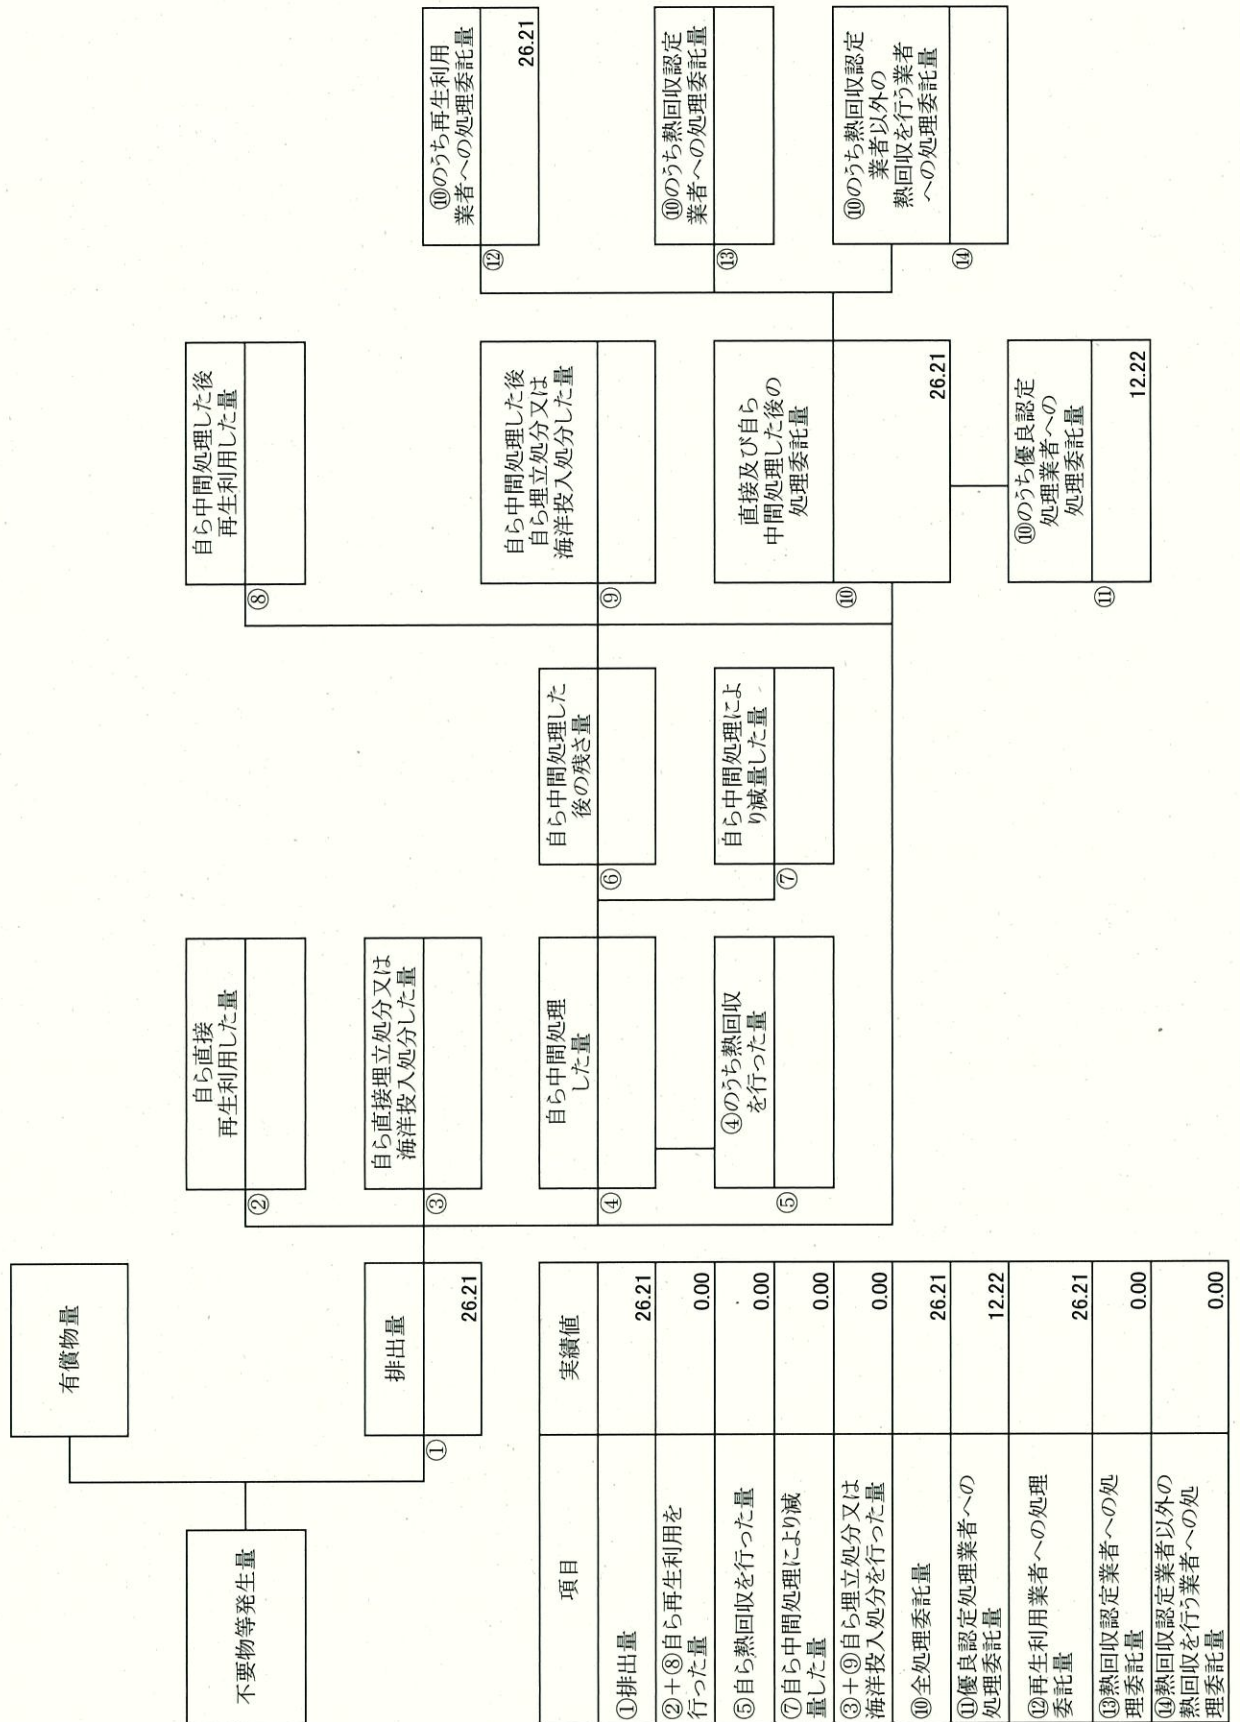 有償物量
不要物等発生量
排出量
①
26.21
②
自ら直接
再生利用した量
③
自ら直接埋立処分又は
海洋投入処分した量
④
自ら中間処理
した量
⑤
④のうち熱回収
を行った量
⑥
自ら中間処理した
後の残さ量
⑦
自ら中間処理によ
り減量した量
⑧
自ら中間処理した後
再生利用した量
⑨
自ら中間処理した後
自ら埋立処分又は
海洋投入処分した量
⑩
直接及び自ら
中間処理した後の
処理委託量
26.21
⑪
⑩のうち優良認定
処理業者への
処理委託量
12.22
⑫
⑩のうち再生利用
業者への処理委託量
26.21
⑬
⑩のうち熱回収認定
業者への処理委託量
⑭
⑩のうち熱回収認定
業者以外の
熱回収を行う業者
への処理委託量
項目 実績値
①排出量 26.21
②+⑧自ら再生利用を
行った量 0.00
⑤自ら熱回収を行った量 0.00
⑦自ら中間処理により減
量した量 0.00
③+⑨自ら埋立処分又は
海洋投入処分を行った量 0.00
⑩全処理委託量 26.21
⑪優良認定処理業者への
処理委託量 12.22
⑫再生利用業者への処理
委託量 26.21
⑬熱回収認定業者への処
理委託量 0.00
⑭熱回収認定業者以外の
熱回収を行う業者への処
理委託量 0.00